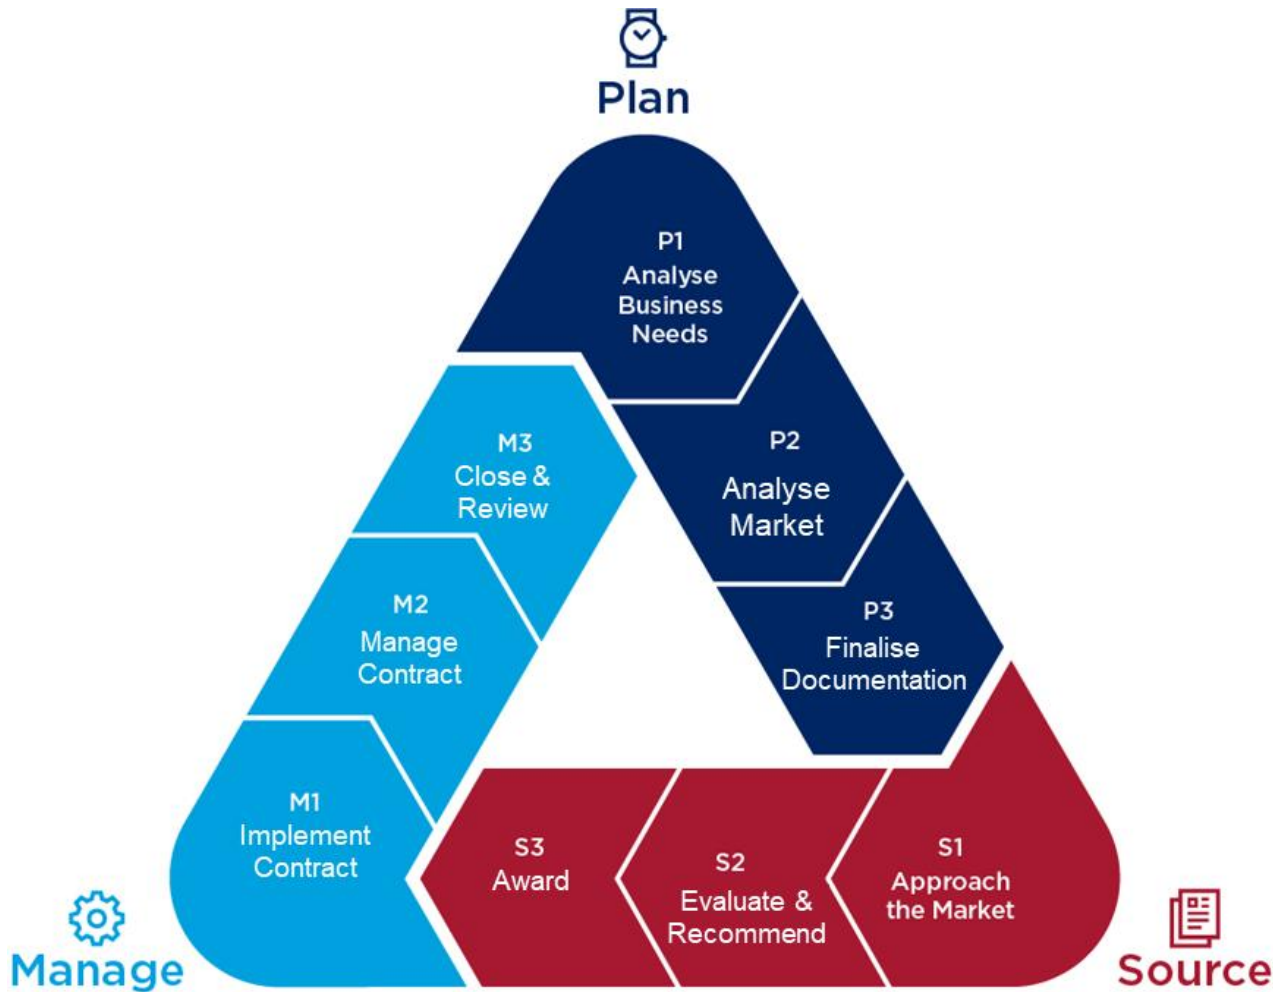 Plan
P1
Analyse
Business
Needs
P2
Analyse
Market
P3
Finalise
Documentation
S1
Approach
the Market
S2
Evaluate &
Recommend
S3
Award
M1
Implement
Contract
M2
Manage
Contract
M3
Close &
Review
Manage
Source